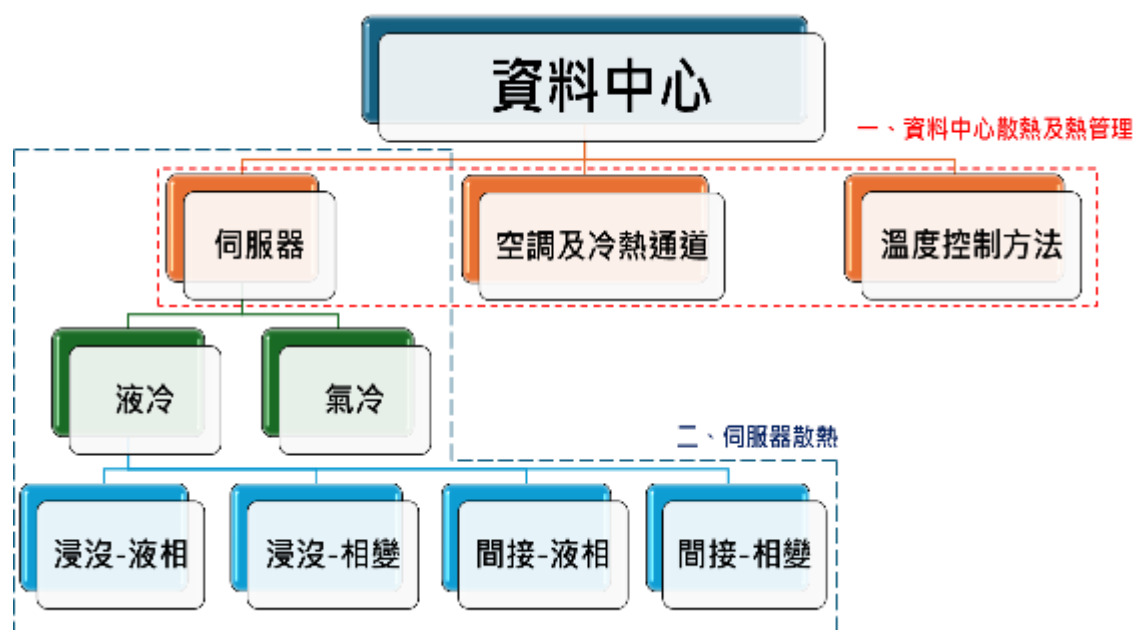 資料中心
一、資料中心散熱及熱管理
伺服器
空調及冷熱通道
溫度控制方法
液冷
氣冷
二、伺服器散熱
浸沒-液相
浸沒-相變
間接-液相
間接-相變